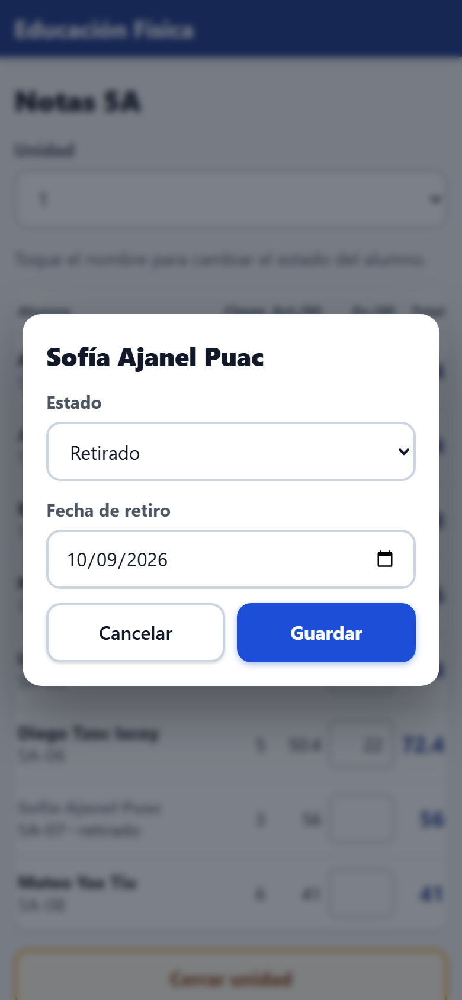 Educación Física
Notas 5A
Unidad
1
Toque el nombre para cambiar el estado del alumno.
Sofía Ajanel Puac
Estado
Retirado
Fecha de retiro
10/09/2026
Cancelar
Guardar
Diego Tzoc Ixcoy 5 50.4 22 72.4
5A-06
Sofía Ajanel Puac 3 56 56
5A-07 · retirado
Mateo Yax Tiu 6 41 41
5A-08
Cerrar unidad